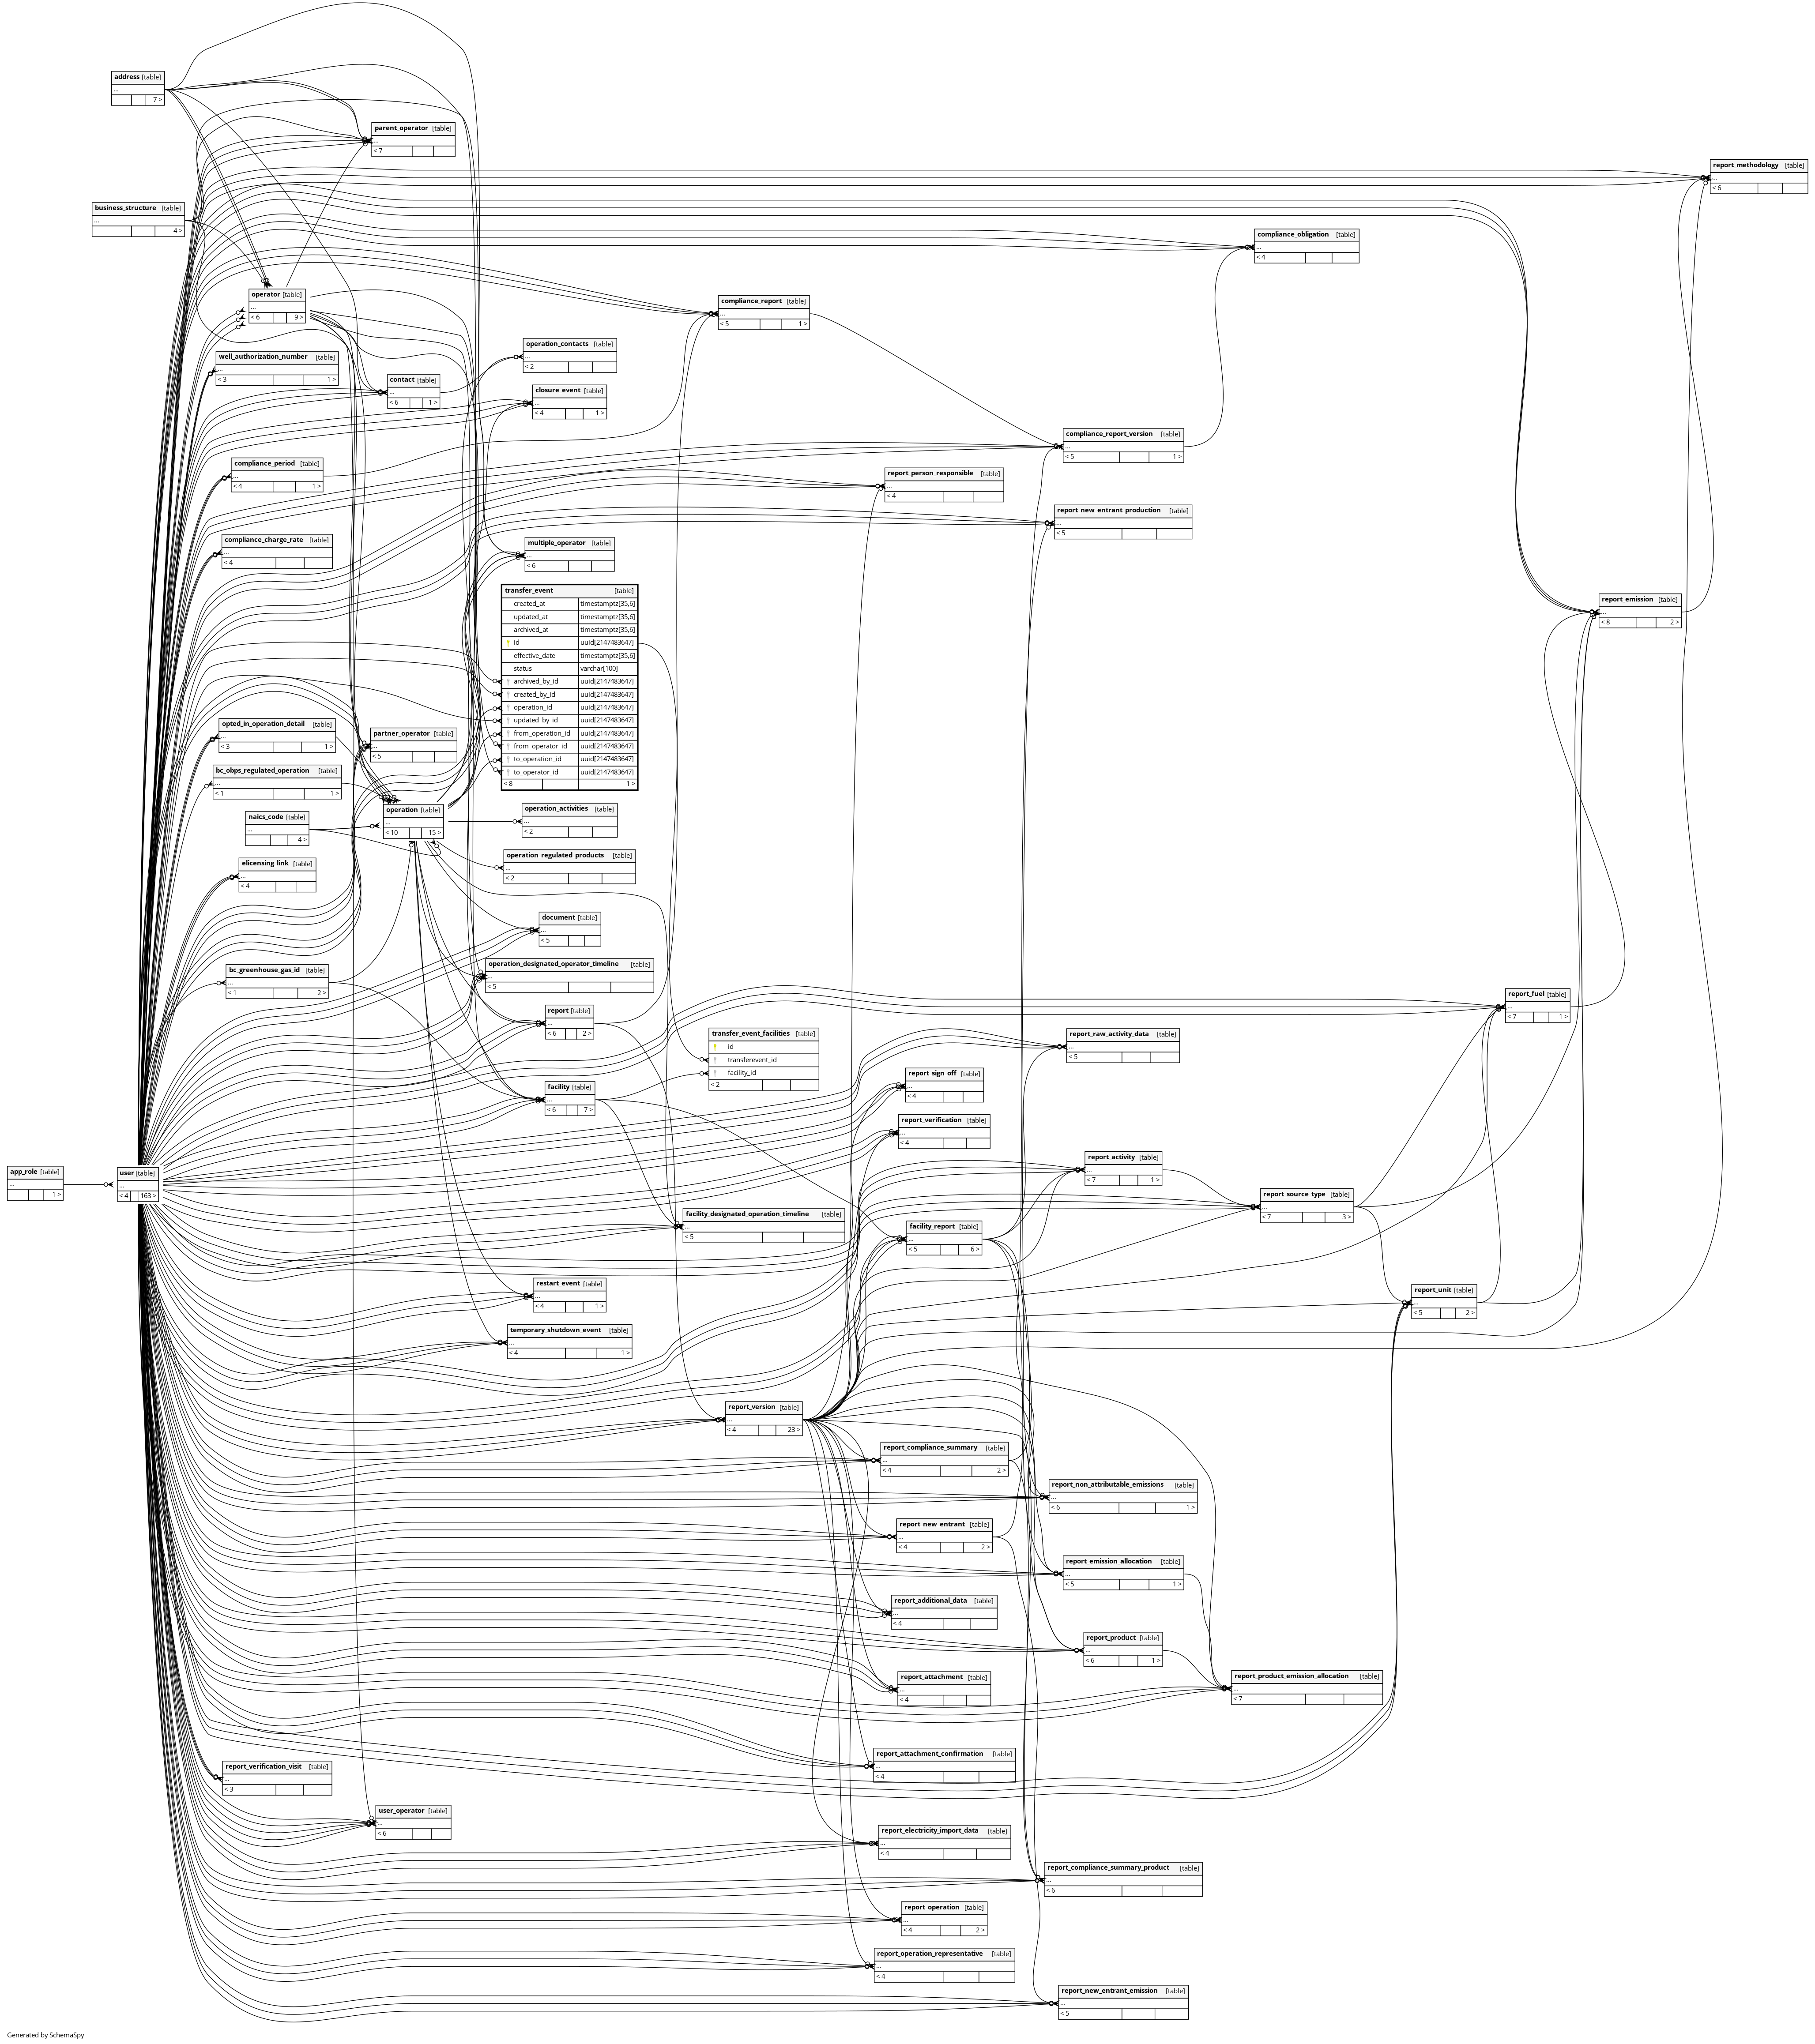 address [table]
...
7 >
parent_operator [table]
...
< 7
report_methodology [table]
...
< 6
business_structure [table]
...
4 >
compliance_obligation [table]
...
< 4
operator [table]
...
< 6 9 >
compliance_report [table]
...
< 5 1 >
operation_contacts [table]
...
< 2
well_authorization_number [table]
...
< 3 1 >
contact [table]
...
< 6 1 >
closure_event [table]
...
< 4 1 >
compliance_report_version [table]
...
< 5 1 >
compliance_period [table]
...
< 4 1 >
report_person_responsible [table]
...
< 4
report_new_entrant_production [table]
...
< 5
compliance_charge_rate [table]
...
< 4
multiple_operator [table]
...
< 6
transfer_event [table]
created_at timestamptz[35,6]
updated_at timestamptz[35,6]
archived_at timestamptz[35,6]
id uuid[2147483647]
effective_date timestamptz[35,6]
status varchar[100]
archived_by_id uuid[2147483647]
created_by_id uuid[2147483647]
operation_id uuid[2147483647]
updated_by_id uuid[2147483647]
from_operation_id uuid[2147483647]
from_operator_id uuid[2147483647]
to_operation_id uuid[2147483647]
to_operator_id uuid[2147483647]
< 8 1 >
report_emission [table]
...
< 8 2 >
opted_in_operation_detail [table]
...
< 3 1 >
partner_operator [table]
...
< 5
bc_obps_regulated_operation [table]
...
< 1 1 >
operation [table]
...
< 10 15 >
operation_activities [table]
...
< 2
naics_code [table]
...
4 >
operation_regulated_products [table]
...
< 2
elicensing_link [table]
...
< 4
document [table]
...
< 5
operation_designated_operator_timeline [table]
...
< 5
bc_greenhouse_gas_id [table]
...
< 1 2 >
report_fuel [table]
...
< 7 1 >
report [table]
...
< 6 2 >
transfer_event_facilities [table]
id
transferevent_id
facility_id
< 2
report_raw_activity_data [table]
...
< 5
report_sign_off [table]
...
< 4
facility [table]
...
< 6 7 >
report_verification [table]
...
< 4
report_activity [table]
...
< 7 1 >
app_role [table]
...
1 >
user [table]
...
< 4 163 >
report_source_type [table]
...
< 7 3 >
facility_designated_operation_timeline [table]
...
< 5
facility_report [table]
...
< 5 6 >
restart_event [table]
...
< 4 1 >
report_unit [table]
...
< 5 2 >
temporary_shutdown_event [table]
...
< 4 1 >
report_version [table]
...
< 4 23 >
report_compliance_summary [table]
...
< 4 2 >
report_non_attributable_emissions [table]
...
< 6 1 >
report_new_entrant [table]
...
< 4 2 >
report_emission_allocation [table]
...
< 5 1 >
report_additional_data [table]
...
< 4
report_product [table]
...
< 6 1 >
report_attachment [table]
...
< 4
report_product_emission_allocation [table]
...
< 7
report_attachment_confirmation [table]
...
< 4
report_verification_visit [table]
...
< 3
user_operator [table]
...
< 6
report_electricity_import_data [table]
...
< 4
report_compliance_summary_product [table]
...
< 6
report_operation [table]
...
< 4 2 >
report_operation_representative [table]
...
< 4
report_new_entrant_emission [table]
...
< 5
Generated by SchemaSpy